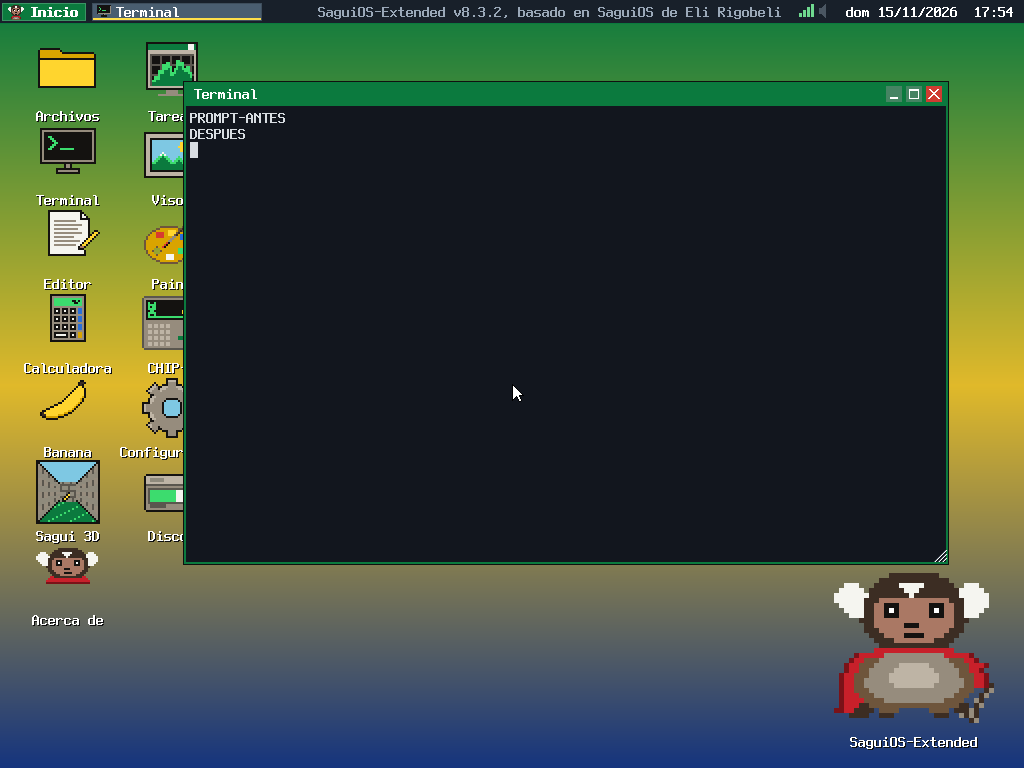 Inicio
Terminal
SaguiOS-Extended v8.3.2, basado en SaguiOS de Eli Rigobeli
dom 15/11/2026 17:54
Archivos
Terminal
Editor
Calculadora
Banana
Sagui 3D
Acerca de
Terminal
PROMPT-ANTES
DESPUES
SaguiOS-Extended